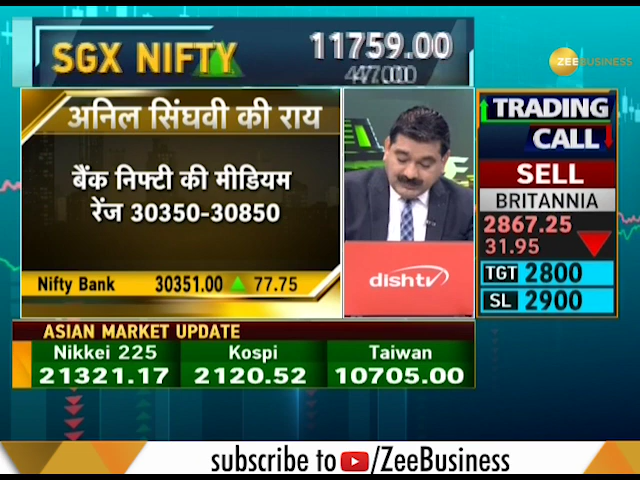 SGX NIFTY
11759.00
ZEEBUSINESS
अनिल सिंघवी की राय
बैंक निफ्टी की मीडियम
रेंज 30350-30850
Nifty Bank 30351.00 77.75
dishtv
TRADING
CALL
SELL
BRITANNIA
2867.25
31.95
TGT 2800
SL 2900
ASIAN MARKET UPDATE
Nikkei 225 Kospi Taiwan
21321.17 2120.52 10705.00
subscribe to /ZeeBusiness